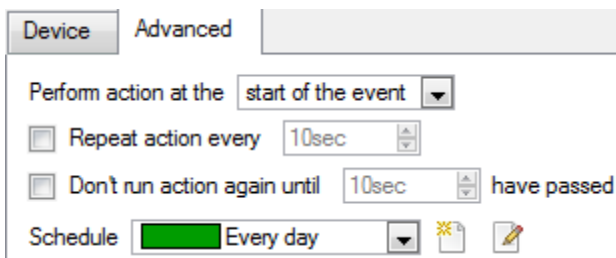 Device Advanced
Perform action at the start of the event
Repeat action every 10sec
Don't run action again until 10sec have passed
Schedule Every day